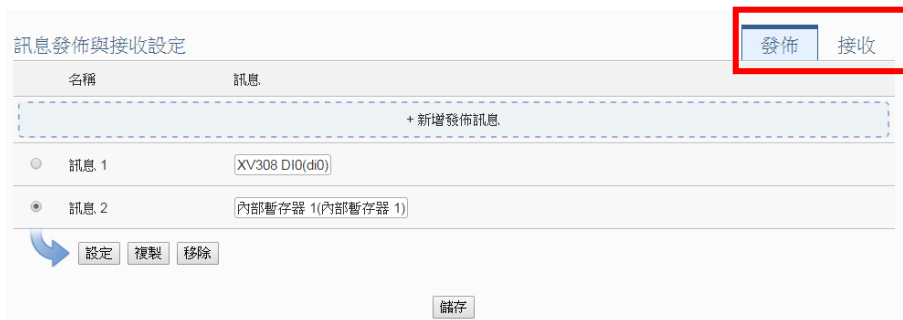 訊息發佈與接收設定 發佈 接收
名稱 訊息
+ 新增發佈訊息
訊息 1 XV308 DI0(di0)
訊息 2 內部暫存器 1(內部暫存器 1)
設定 複製 移除
儲存